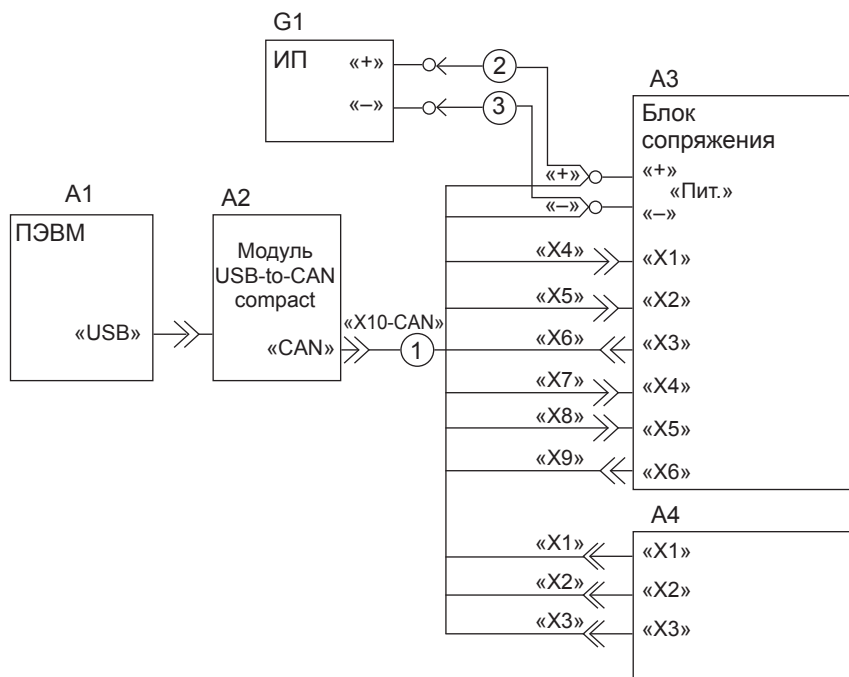 G1
ИП
«+»
«–»
2
3
A3
Блок
сопряжения
«+»
«+»
«Пит.»
«–»
«–»
A1
ПЭВМ
«USB»
A2
Модуль
USB-to-CAN
compact
«CAN»
«X10-CAN»
1
«X4»
«X1»
«X5»
«X2»
«X6»
«X3»
«X7»
«X4»
«X8»
«X5»
«X9»
«X6»
A4
«X1»
«X1»
«X2»
«X2»
«X3»
«X3»